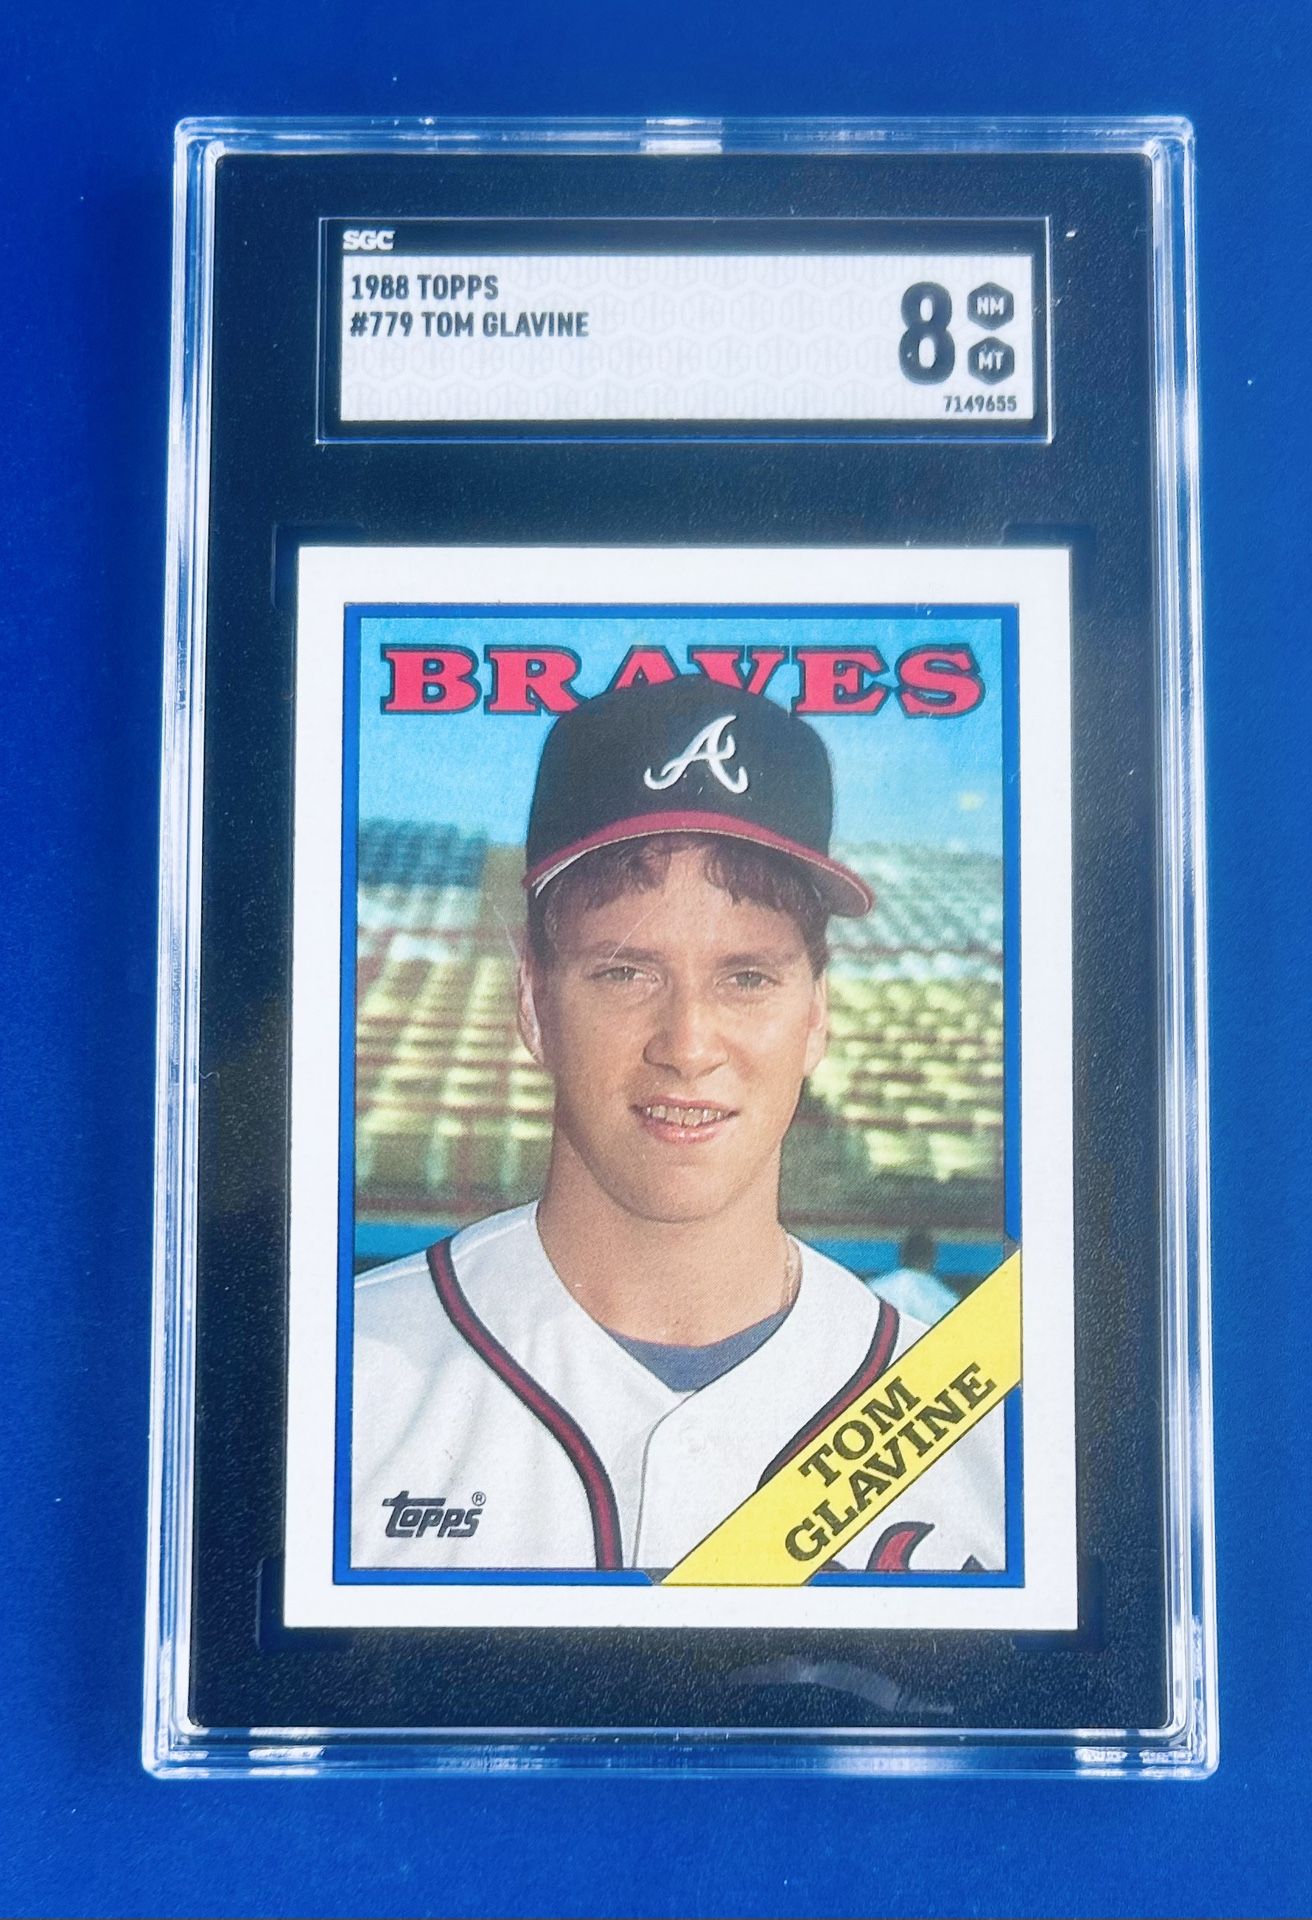 SGC
1988 TOPPS
#779 TOM GLAVINE
8
NM
MT
7149655
BRAVES
A
TOM
GLAVINE
topps®